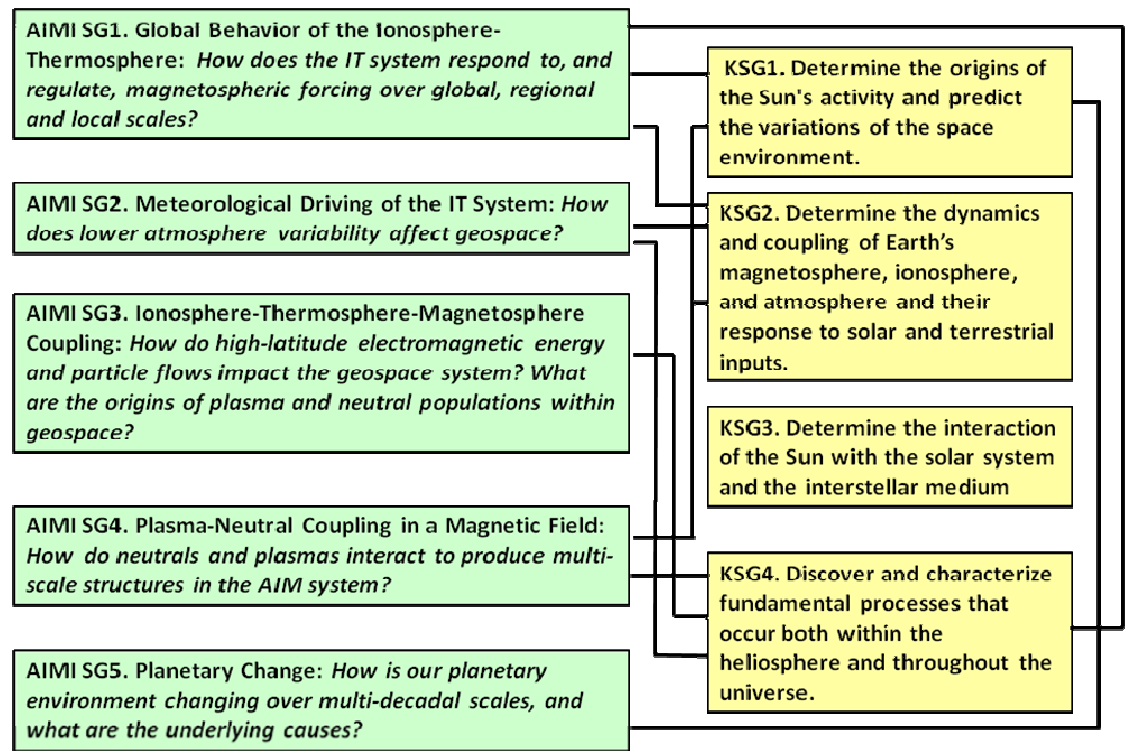 AIMI SG1. Global Behavior of the Ionosphere-
Thermosphere: How does the IT system respond to, and
regulate, magnetospheric forcing over global, regional
and local scales?
AIMI SG2. Meteorological Driving of the IT System: How
does lower atmosphere variability affect geospace?
AIMI SG3. Ionosphere-Thermosphere-Magnetosphere
Coupling: How do high-latitude electromagnetic energy
and particle flows impact the geospace system? What
are the origins of plasma and neutral populations within
geospace?
AIMI SG4. Plasma-Neutral Coupling in a Magnetic Field:
How do neutrals and plasmas interact to produce multi-
scale structures in the AIM system?
AIMI SG5. Planetary Change: How is our planetary
environment changing over multi-decadal scales, and
what are the underlying causes?
KSG1. Determine the origins of
the Sun's activity and predict
the variations of the space
environment.
KSG2. Determine the dynamics
and coupling of Earth’s
magnetosphere, ionosphere,
and atmosphere and their
response to solar and terrestrial
inputs.
KSG3. Determine the interaction
of the Sun with the solar system
and the interstellar medium
KSG4. Discover and characterize
fundamental processes that
occur both within the
heliosphere and throughout the
universe.